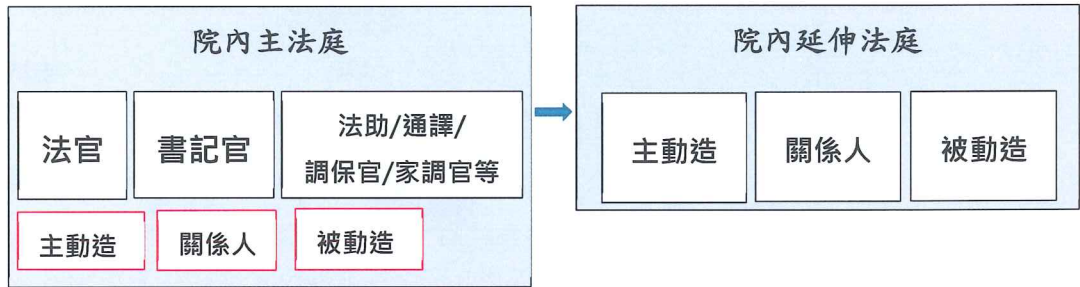 院內主法庭
法官
書記官
法助/通譯/
調保官/家調官等
主動造
關係人
被動造
院內延伸法庭
主動造
關係人
被動造